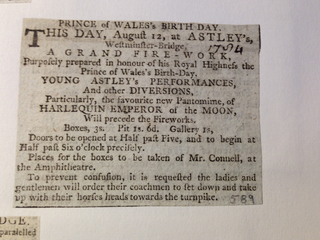 PRINCE of WALES's BIRTH-DAY.
THIS DAY, August 12, at ASTLEY's,
Westminster-Bridge, 1784
A GRAND FIRE-WORK,
Purposely prepared in honour of his Royal Highness the
Prince of Wales's Birth-Day.
YOUNG ASTLEY's PERFORMANCES,
And other DIVERSIONS,
Particularly, the favourite new Pantomime, of
HARLEQUIN EMPEROR of the MOON,
Will precede the Fireworks.
Boxes, 3s. Pit 1s. 6d. Gallery 1s,
Doors to be opened at Half past Five, and to begin at
Half past Six o'clock precisely.
Places for the boxes to be taken of Mr. Connell, at
the Amphitheatre.
To prevent confusion, it is requested the ladies and
gentlemen will order their coachmen to set down and take
up with their horses heads towards the turnpike. 589
DGE.
paralelled